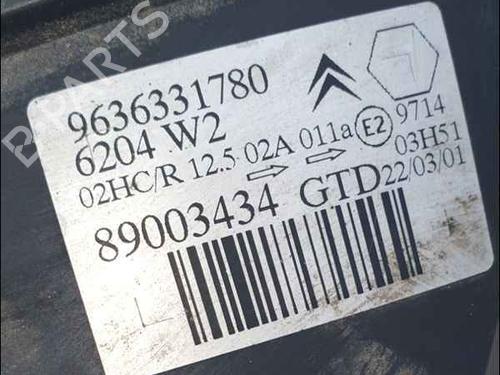 B-PARTS
9636331780
6204 W2
02HC/R 12.5 02A 011a E2 9714
03H51
89003434 GTD 22/03/01
L